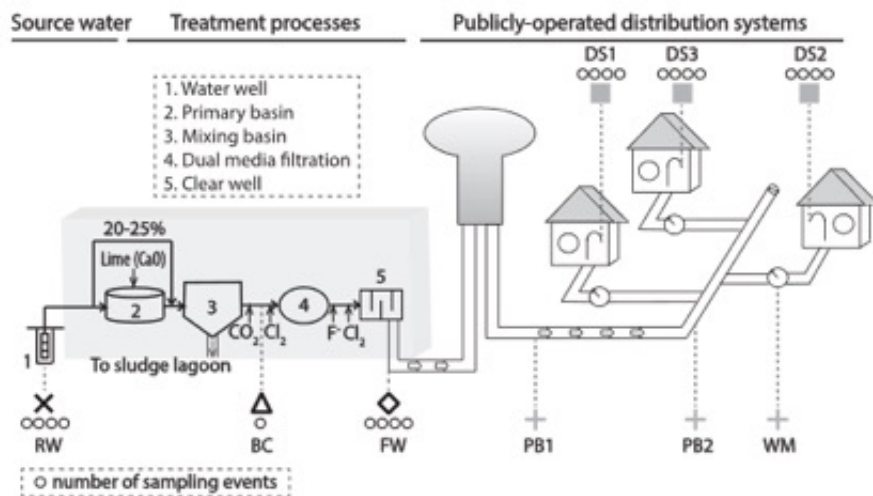 Source water
Treatment processes
Publicly-operated distribution systems
DS1
DS3
DS2
1. Water well
2. Primary basin
3. Mixing basin
4. Dual media filtration
5. Clear well
20-25%
Lime (CaO)
2
3
4
5
CO2
Cl2
F-
Cl2
1
To sludge lagoon
RW
BC
FW
PB1
PB2
WM
number of sampling events